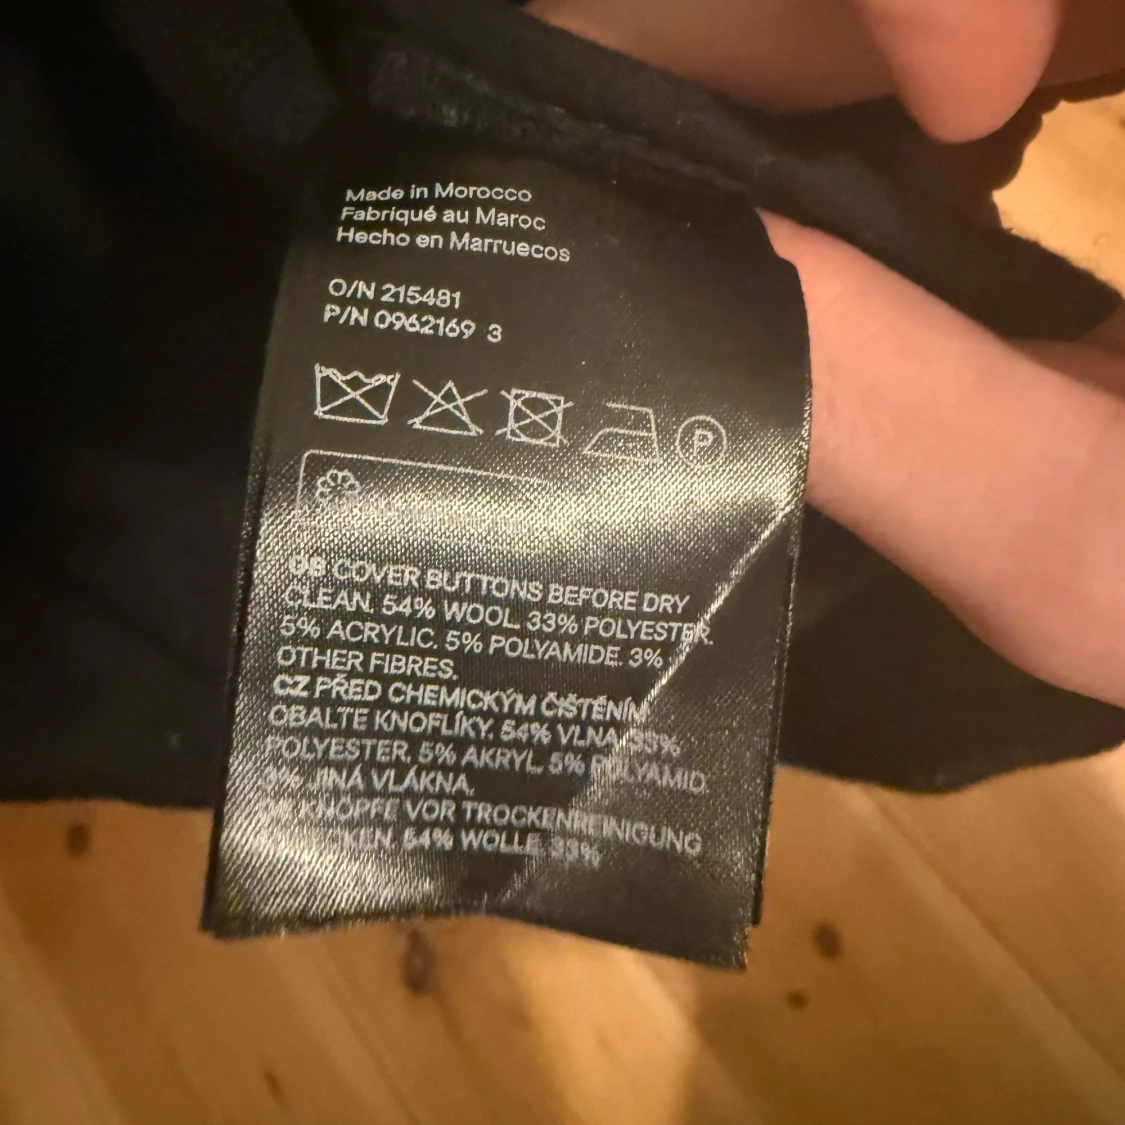 Made in Morocco
Fabriqué au Maroc
Hecho en Marruecos
O/N 215481
P/N 0962169 3
P
GB COVER BUTTONS BEFORE DRY
CLEAN. 54% WOOL. 33% POLYESTER.
5% ACRYLIC. 5% POLYAMIDE. 3%
OTHER FIBRES.
CZ PŘED CHEMICKÝM ČIŠTĚNÍM
OBALTE KNOFLÍKY. 54% VLNA. 33%
POLYESTER. 5% AKRYL. 5% POLYAMID.
3% JINÁ VLÁKNA.
DE KNÖPFE VOR TROCKENREINIGUNG
54% WOLLE. 33%